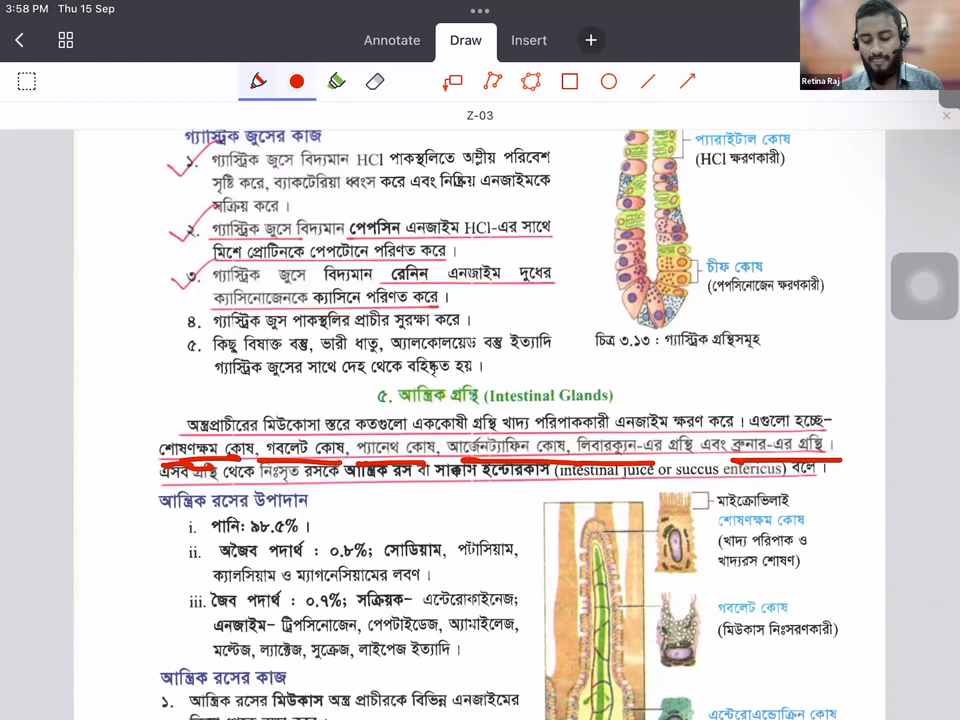 3:58 PM Thu 15 Sep
Annotate
Draw
Insert
Retina Raj
Z-03
গ্যাস্ট্রিক জুসের কাজ
১. গ্যাস্ট্রিক জুসে বিদ্যমান HCl পাকস্থলিতে অম্লীয় পরিবেশ
সৃষ্টি করে, ব্যাকটেরিয়া ধ্বংস করে এবং নিষ্ক্রিয় এনজাইমকে
সক্রিয় করে ।
২. গ্যাস্ট্রিক জুসে বিদ্যমান পেপসিন এনজাইম HCl-এর সাথে
মিশে প্রোটিনকে পেপটোনে পরিণত করে ।
৩. গ্যাস্ট্রিক জুসে বিদ্যমান রেনিন এনজাইম দুধের
ক্যাসিনোজেনকে ক্যাসিনে পরিণত করে ।
৪. গ্যাস্ট্রিক জুস পাকস্থলির প্রাচীর সুরক্ষা করে ।
৫. কিছু বিষাক্ত বস্তু, ভারী ধাতু, অ্যালকোলয়েড বস্তু ইত্যাদি
গ্যাস্ট্রিক জুসের সাথে দেহ থেকে বহিষ্কৃত হয় ।
প্যারাইটাল কোষ
(HCl ক্ষরণকারী)
চীফ কোষ
(পেপসিনোজেন ক্ষরণকারী)
চিত্র ৩.১৩ : গ্যাস্ট্রিক গ্রন্থিসমূহ
৫. আন্ত্রিক গ্রন্থি (Intestinal Glands)
অন্ত্রপ্রাচীরের মিউকোসা স্তরে কতগুলো এককোষী গ্রন্থি খাদ্য পরিপাককারী এনজাইম ক্ষরণ করে । এগুলো হচ্ছে–
শোষণক্ষম কোষ, গবলেট কোষ, প্যানেথ কোষ, আর্জেনট্যাফিন কোষ, লিবারক্যুন-এর গ্রন্থি এবং ব্রুনার-এর গ্রন্থি ।
এসব গ্রন্থি থেকে নিঃসৃত রসকে আন্ত্রিক রস বা সাক্কাস ইন্টেরিকাস (intestinal juice or succus entericus) বলে ।
আন্ত্রিক রসের উপাদান
i. পানি: ৯৮.৫% ।
ii. অজৈব পদার্থ : ০.৮%; সোডিয়াম, পটাসিয়াম,
ক্যালসিয়াম ও ম্যাগনেসিয়ামের লবণ ।
iii. জৈব পদার্থ : ০.৭%; সক্রিয়ক– এন্টেরোকাইনেজ;
এনজাইম– ট্রিপসিনোজেন, পেপটাইডেজ, অ্যামাইলেজ,
মল্টেজ, ল্যাক্টেজ, সুক্রেজ, লাইপেজ ইত্যাদি ।
আন্ত্রিক রসের কাজ
১. আন্ত্রিক রসের মিউকাস অন্ত্র প্রাচীরকে বিভিন্ন এনজাইমের
মাইক্রোভিলাই
শোষণক্ষম কোষ
(খাদ্য পরিপাক ও
খাদ্যরস শোষণ)
গবলেট কোষ
(মিউকাস নিঃসরণকারী)
এন্টেরোএন্ডোক্রিন কোষ